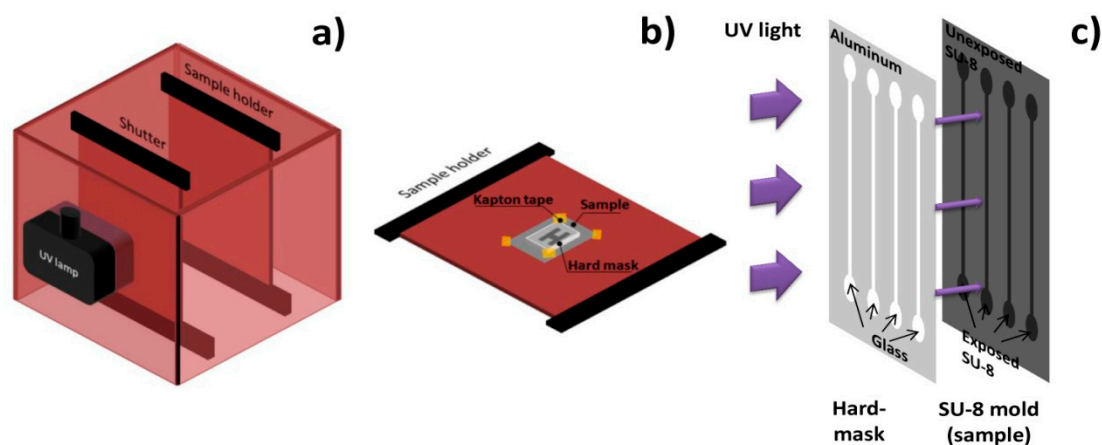 a)
Sample holder
Shutter
UV lamp
b)
Sample holder
Kapton tape
Sample
Hard mask
UV light
c)
Aluminum
Unexposed
SU-8
Glass
Exposed
SU-8
Hard-
mask
SU-8 mold
(sample)